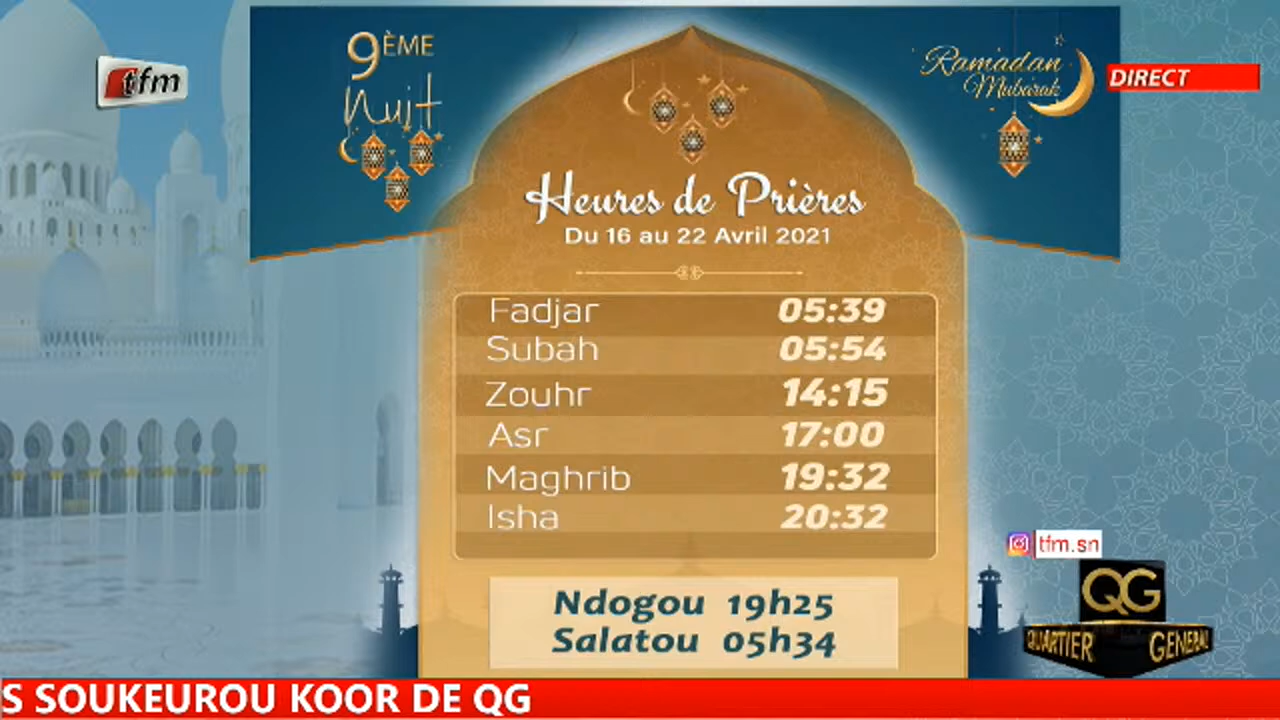 9ÈME
Nuit
tfm
Ramadan
Mubarak
DIRECT
Heures de Prières
Du 16 au 22 Avril 2021
Fadjar 05:39
Subah 05:54
Zouhr 14:15
Asr 17:00
Maghrib 19:32
Isha 20:32
Ndogou 19h25
Salatou 05h34
tfm.sn
QG
QUARTIER GENERAL
S SOUKEUROU KOOR DE QG